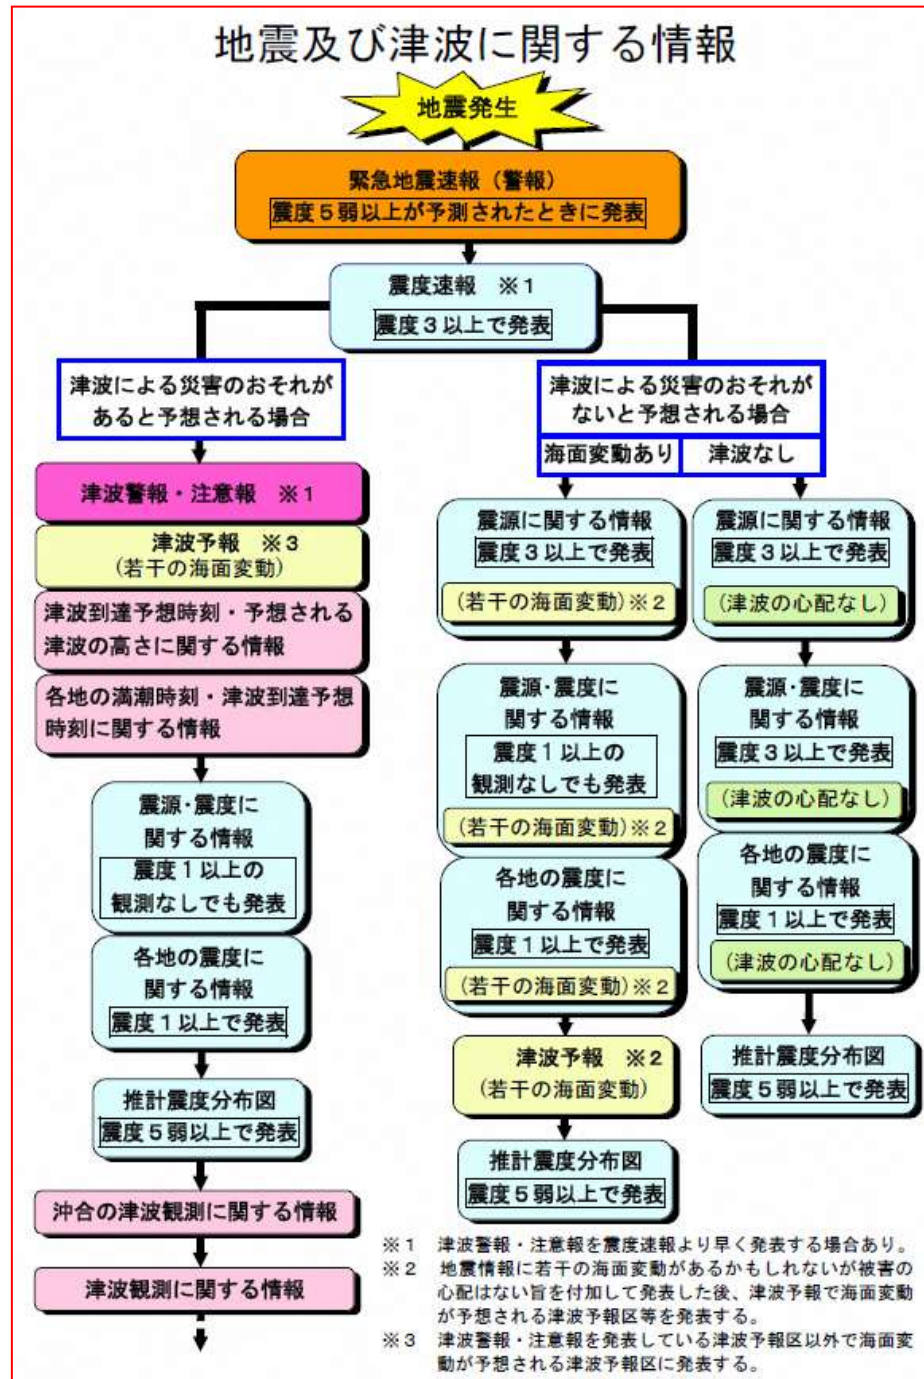 地震及び津波に関する情報
地震発生
緊急地震速報（警報）
震度５弱以上が予測されたときに発表
震度速報　※１
震度３以上で発表
津波による災害のおそれが
あると予想される場合
津波警報・注意報　※１
津波予報　※３
(若干の海面変動)
津波到達予想時刻・予想される
津波の高さに関する情報
各地の満潮時刻・津波到達予想
時刻に関する情報
震源・震度に
関する情報
震度１以上の
観測なしでも発表
各地の震度に
関する情報
震度１以上で発表
推計震度分布図
震度５弱以上で発表
沖合の津波観測に関する情報
津波観測に関する情報
津波による災害のおそれが
ないと予想される場合
海面変動あり
津波なし
震源に関する情報
震度３以上で発表
(若干の海面変動)※２
震源・震度に
関する情報
震度１以上の
観測なしでも発表
(若干の海面変動)※２
各地の震度に
関する情報
震度１以上で発表
(若干の海面変動)※２
津波予報　※２
(若干の海面変動)
推計震度分布図
震度５弱以上で発表
震源に関する情報
震度３以上で発表
(津波の心配なし)
震源・震度に
関する情報
震度３以上で発表
(津波の心配なし)
各地の震度に
関する情報
震度１以上で発表
(津波の心配なし)
推計震度分布図
震度５弱以上で発表
※１　津波警報・注意報を震度速報より早く発表する場合あり。
※２　地震情報に若干の海面変動があるかもしれないが被害の
心配はない旨を付加して発表した後、津波予報で海面変動
が予想される津波予報区等を発表する。
※３　津波警報・注意報を発表している津波予報区以外で海面変
動が予想される津波予報区に発表する。